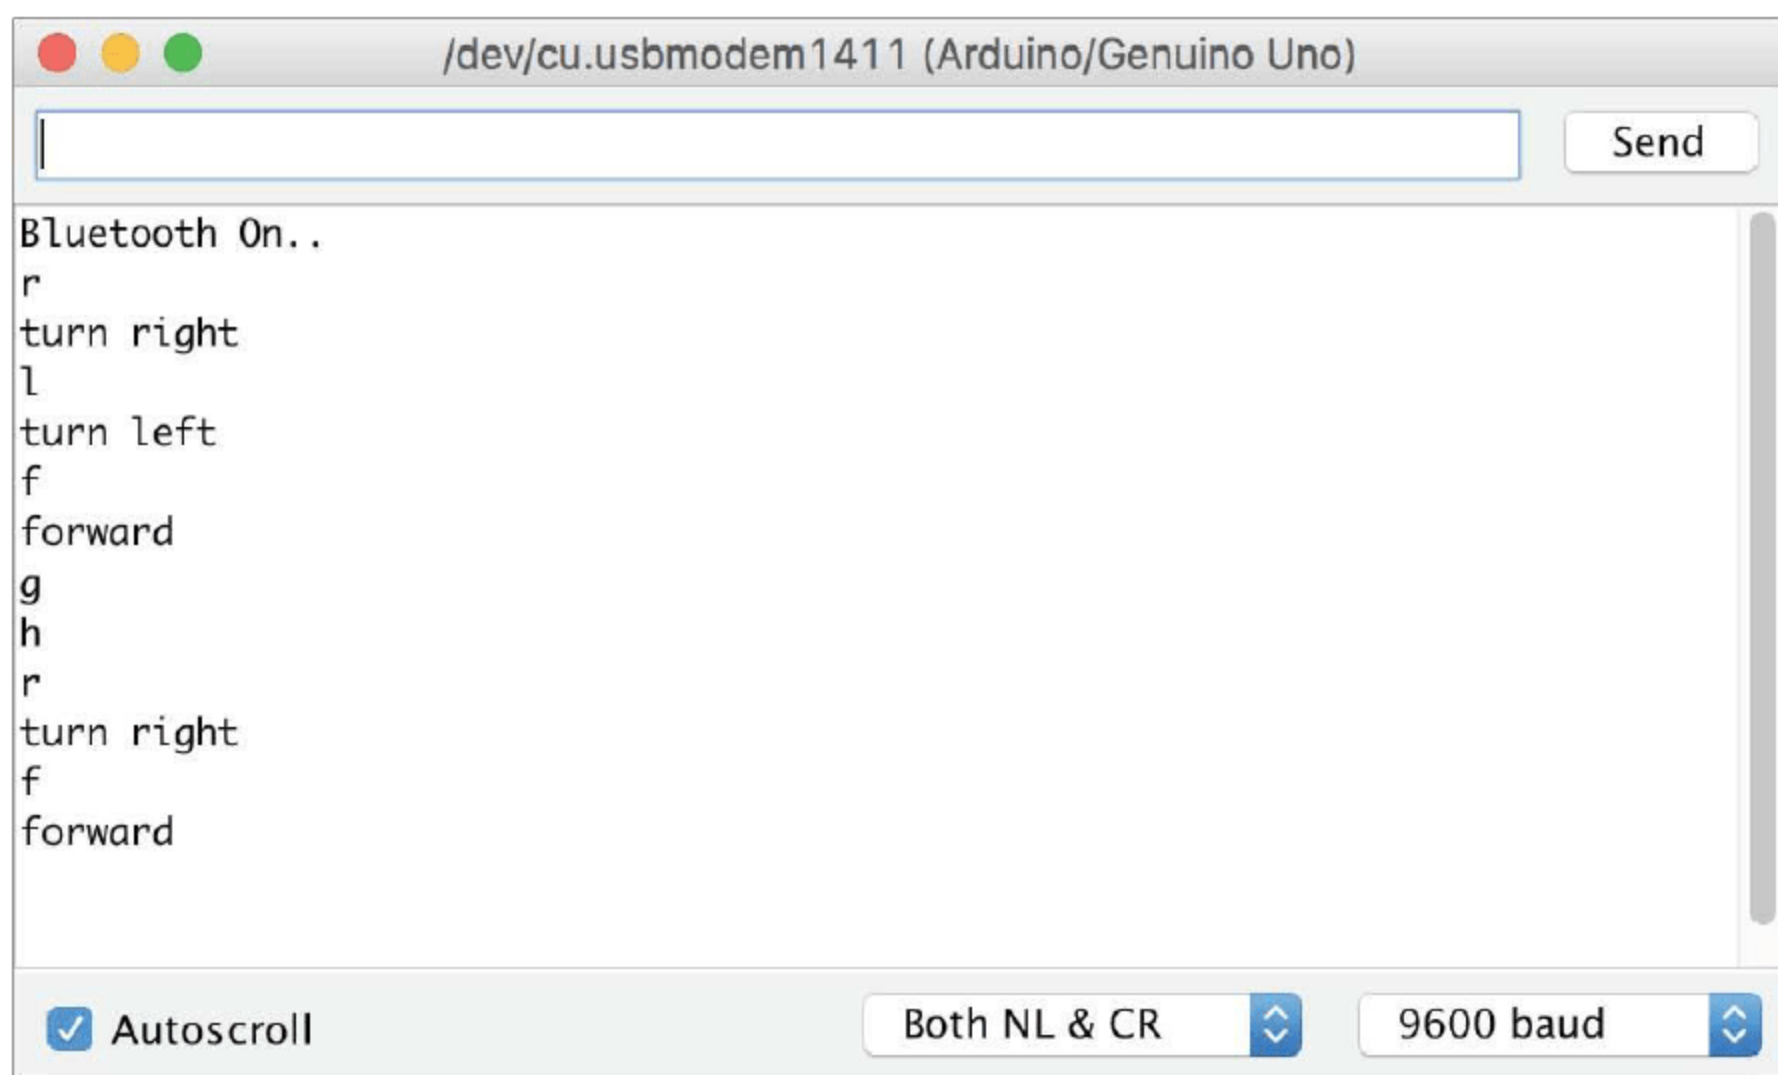 /dev/cu.usbmodem1411 (Arduino/Genuino Uno)
Send
Bluetooth On..
r
turn right
l
turn left
f
forward
g
h
r
turn right
f
forward
Autoscroll
Both NL & CR
9600 baud